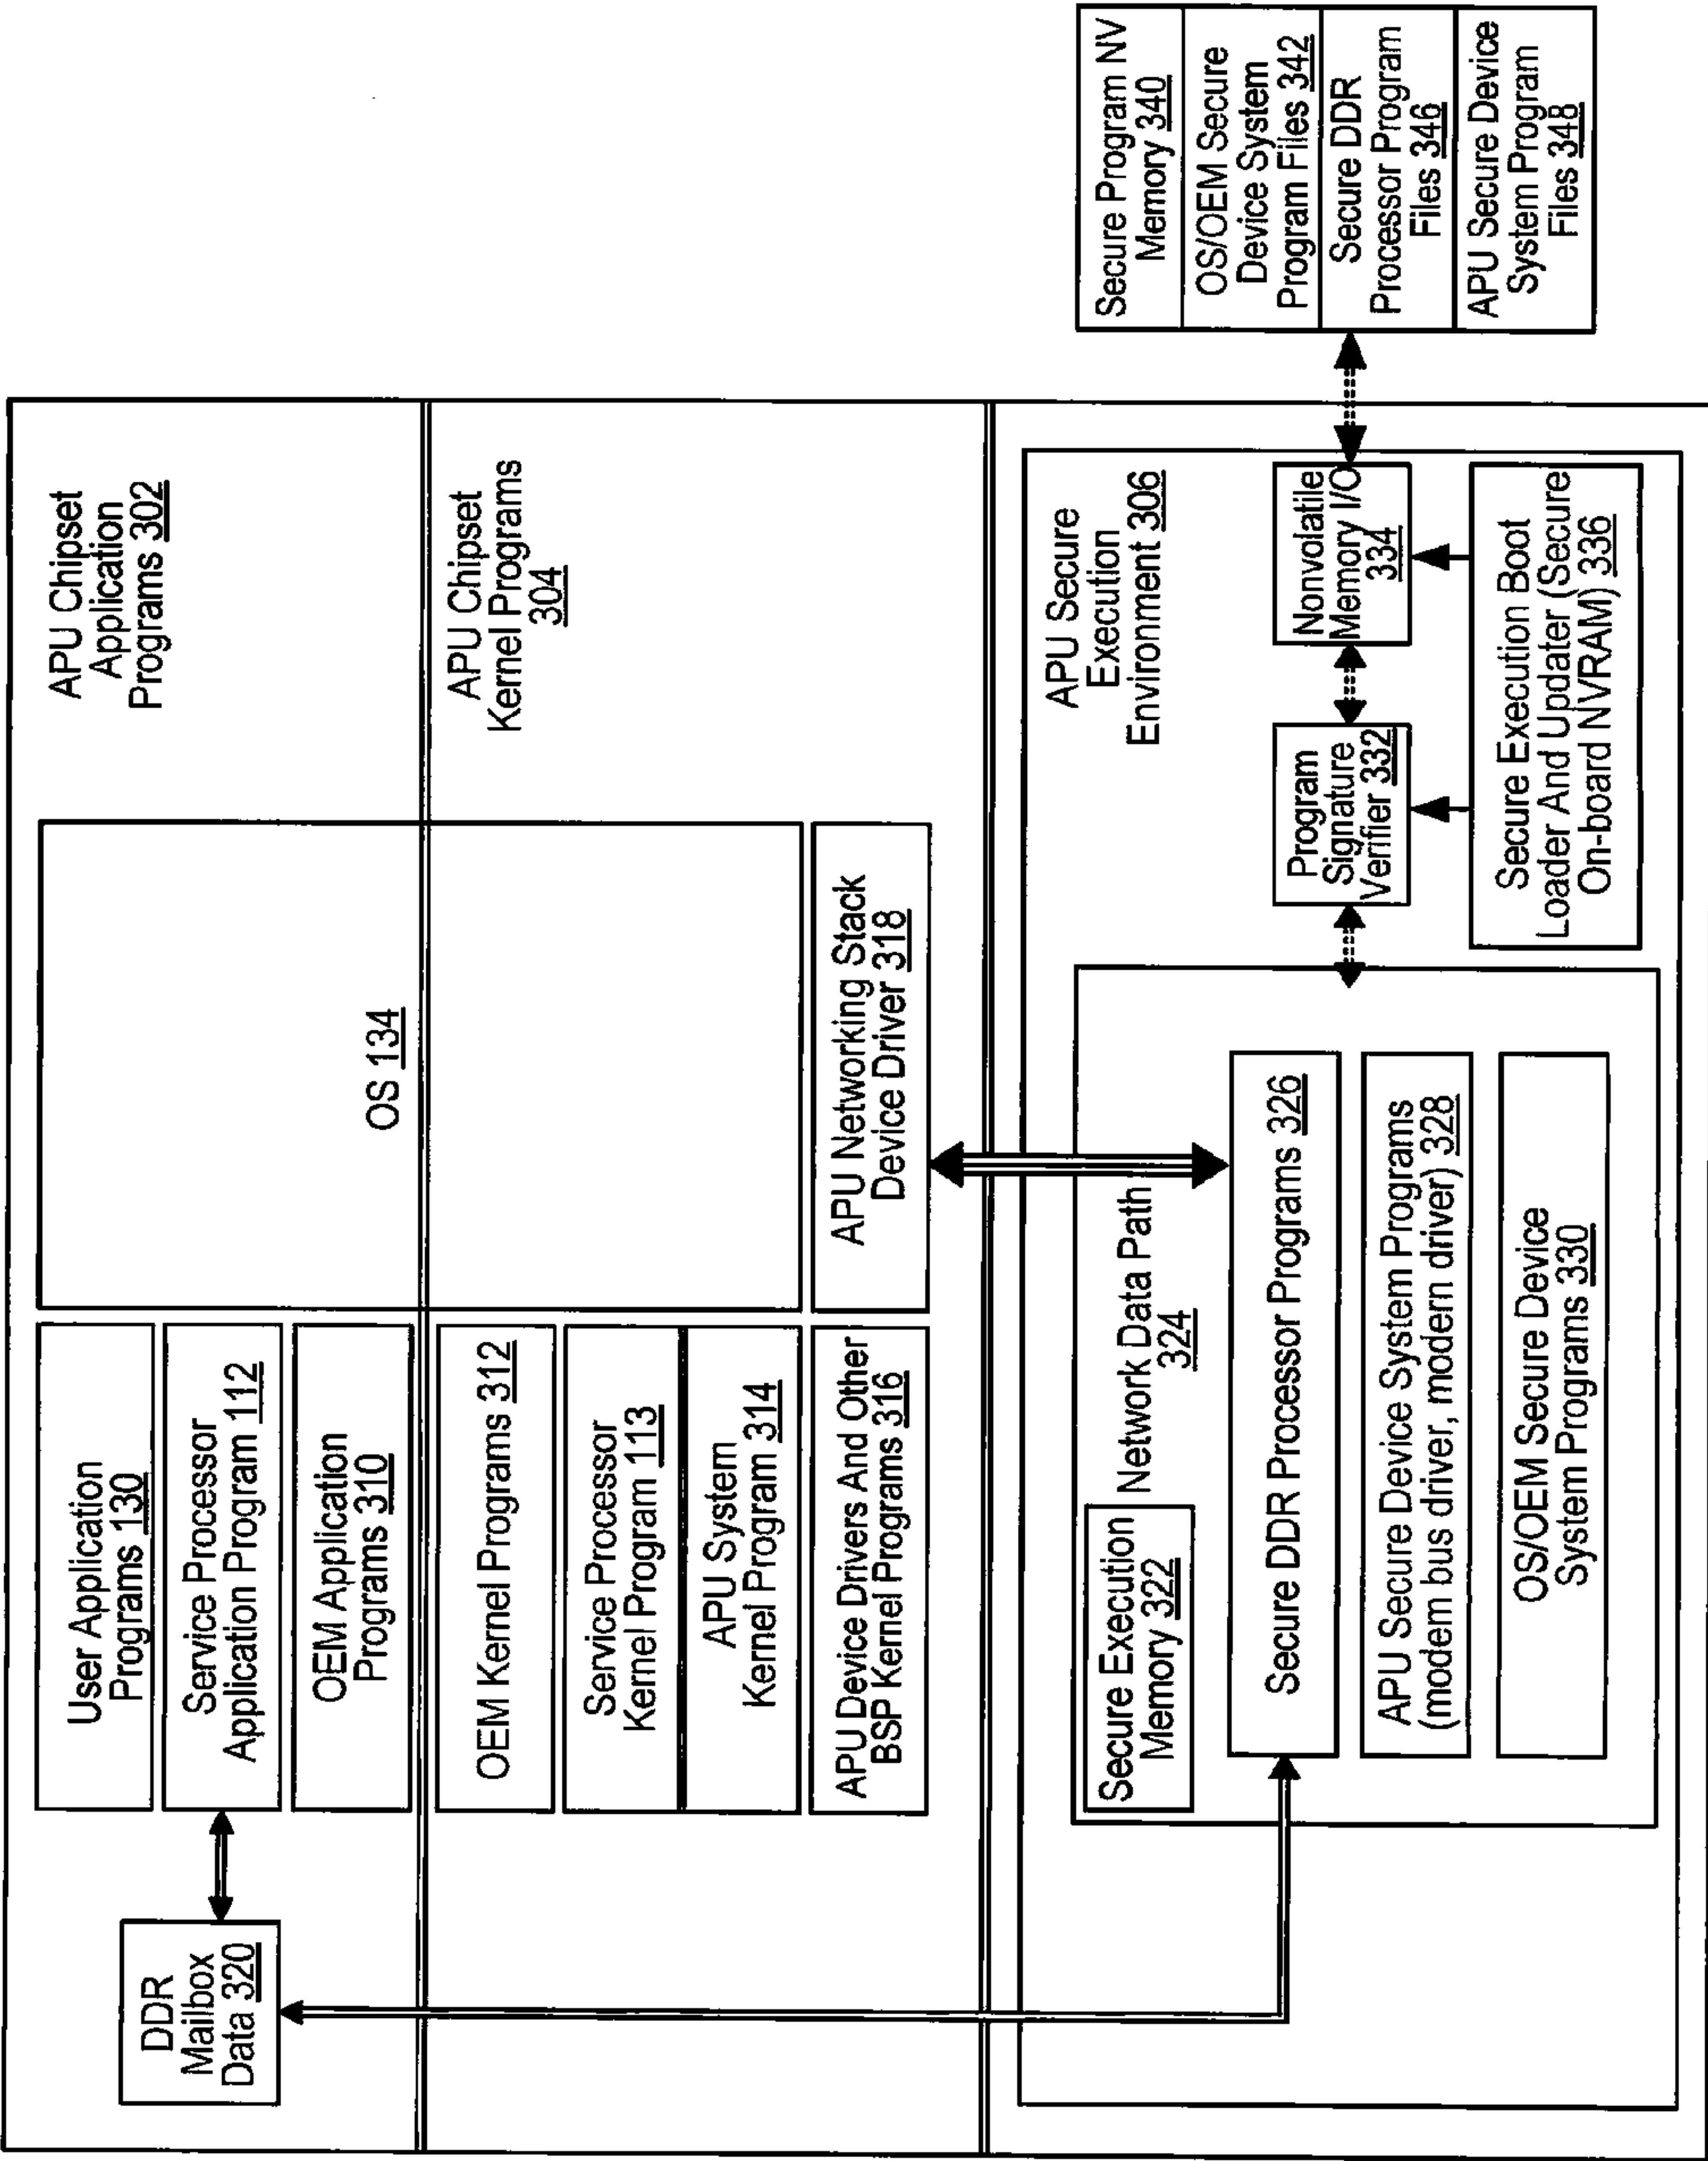 DDR
Mailbox
Data 320
User Application
Programs 130
Service Processor
Application Program 112
OEM Application
Programs 310
OS 134
APU Chipset
Application
Programs 302
OEM Kernel Programs 312
Service Processor
Kernel Program 113
APU System
Kernel Program 314
APU Device Drivers And Other
BSP Kernel Programs 316
APU Networking Stack
Device Driver 318
APU Chipset
Kernel Programs
304
Secure Execution
Memory 322
Network Data Path
324
Secure DDR Processor Programs 326
APU Secure Device System Programs
(modem bus driver, modern driver) 328
OS/OEM Secure Device
System Programs 330
APU Secure
Execution
Environment 306
Program
Signature
Verifier 332
Nonvolatile
Memory I/O
334
Secure Execution Boot
Loader And Updater (Secure
On-board NVRAM) 336
Secure Program NV
Memory 340
OS/OEM Secure
Device System
Program Files 342
Secure DDR
Processor Program
Files 346
APU Secure Device
System Program
Files 348